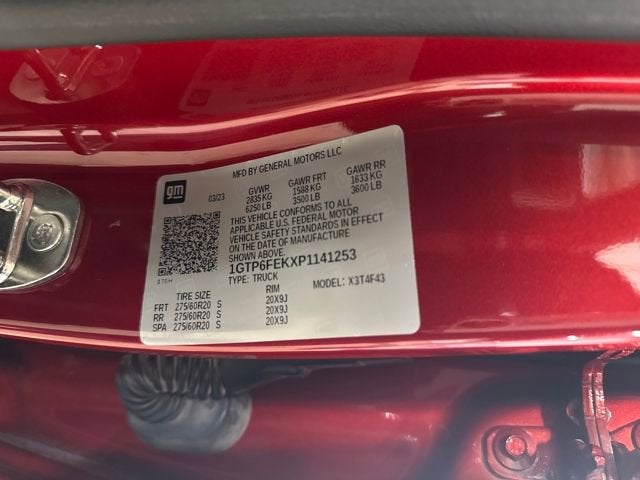 MFD BY GENERAL MOTORS LLC
gm
03/23
GVWR GAWR FRT GAWR RR
2835 KG 1588 KG 1633 KG
6250 LB 3500 LB 3600 LB
THIS VEHICLE CONFORMS TO ALL
APPLICABLE U.S. FEDERAL MOTOR
VEHICLE SAFETY STANDARDS IN EFFECT
ON THE DATE OF MANUFACTURE
SHOWN ABOVE.
1GTP6FEKXP1141253
TYPE: TRUCK MODEL: X3T4F43
TIRE SIZE RIM
FRT 275/60R20 S 20X9J
RR 275/60R20 S 20X9J
SPA 275/60R20 S 20X9J